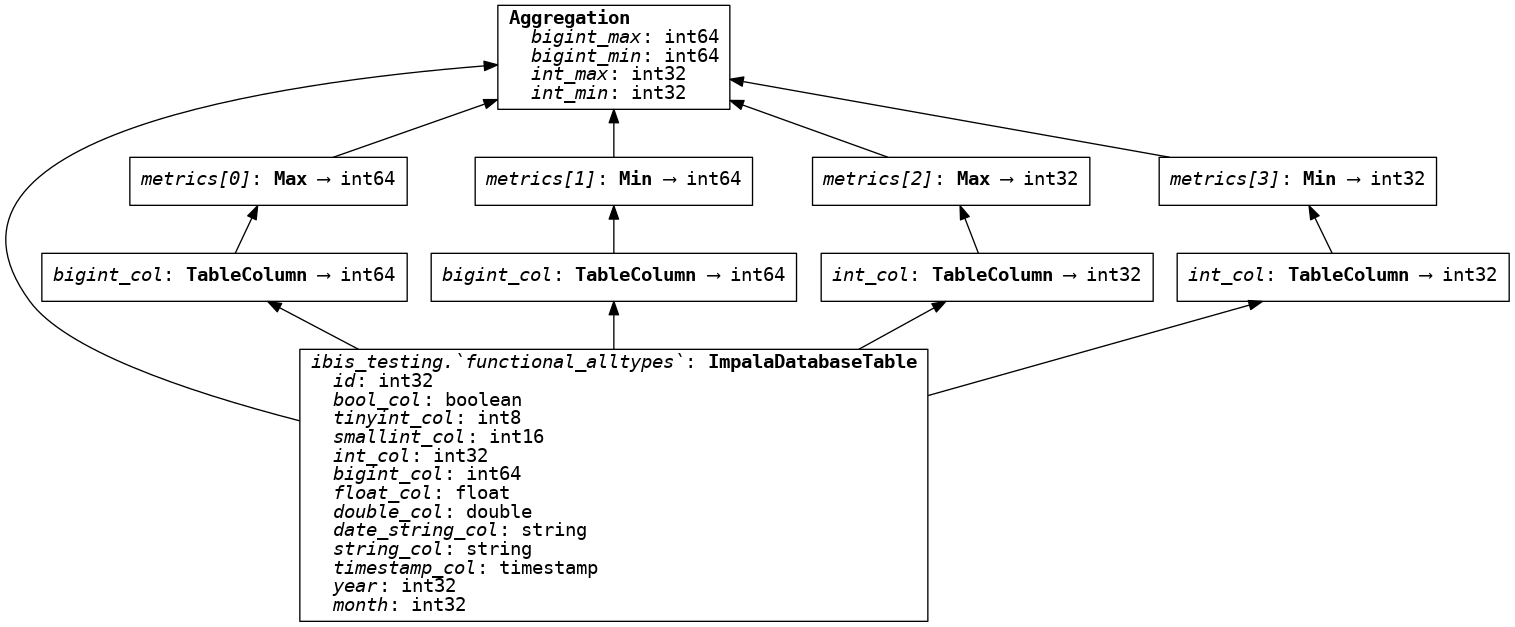 Aggregation
bigint_max: int64
bigint_min: int64
int_max: int32
int_min: int32
metrics[0]: Max → int64
metrics[1]: Min → int64
metrics[2]: Max → int32
metrics[3]: Min → int32
bigint_col: TableColumn → int64
bigint_col: TableColumn → int64
int_col: TableColumn → int32
int_col: TableColumn → int32
ibis_testing.`functional_alltypes`: ImpalaDatabaseTable
id: int32
bool_col: boolean
tinyint_col: int8
smallint_col: int16
int_col: int32
bigint_col: int64
float_col: float
double_col: double
date_string_col: string
string_col: string
timestamp_col: timestamp
year: int32
month: int32